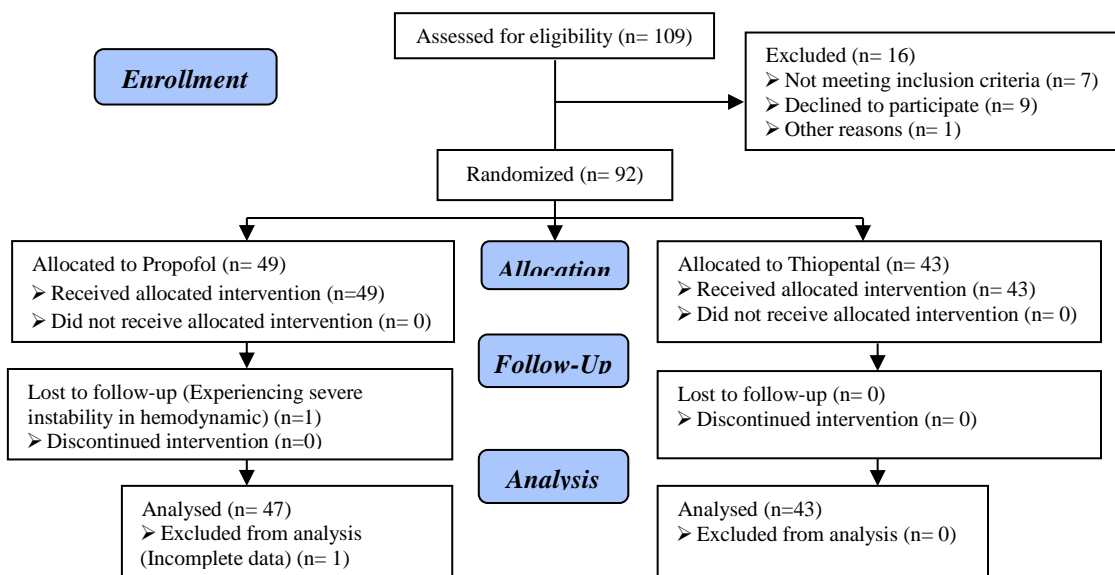 Assessed for eligibility (n= 109)
Enrollment
Excluded (n= 16)
➢ Not meeting inclusion criteria (n= 7)
➢ Declined to participate (n= 9)
➢ Other reasons (n= 1)
Randomized (n= 92)
Allocated to Propofol (n= 49)
➢ Received allocated intervention (n=49)
➢ Did not receive allocated intervention (n= 0)
Allocation
Allocated to Thiopental (n= 43)
➢ Received allocated intervention (n= 43)
➢ Did not receive allocated intervention (n= 0)
Follow-Up
Lost to follow-up (Experiencing severe
instability in hemodynamic) (n=1)
➢ Discontinued intervention (n=0)
Lost to follow-up (n= 0)
➢ Discontinued intervention (n= 0)
Analysis
Analysed (n= 47)
➢ Excluded from analysis
(Incomplete data) (n= 1)
Analysed (n=43)
➢ Excluded from analysis (n= 0)